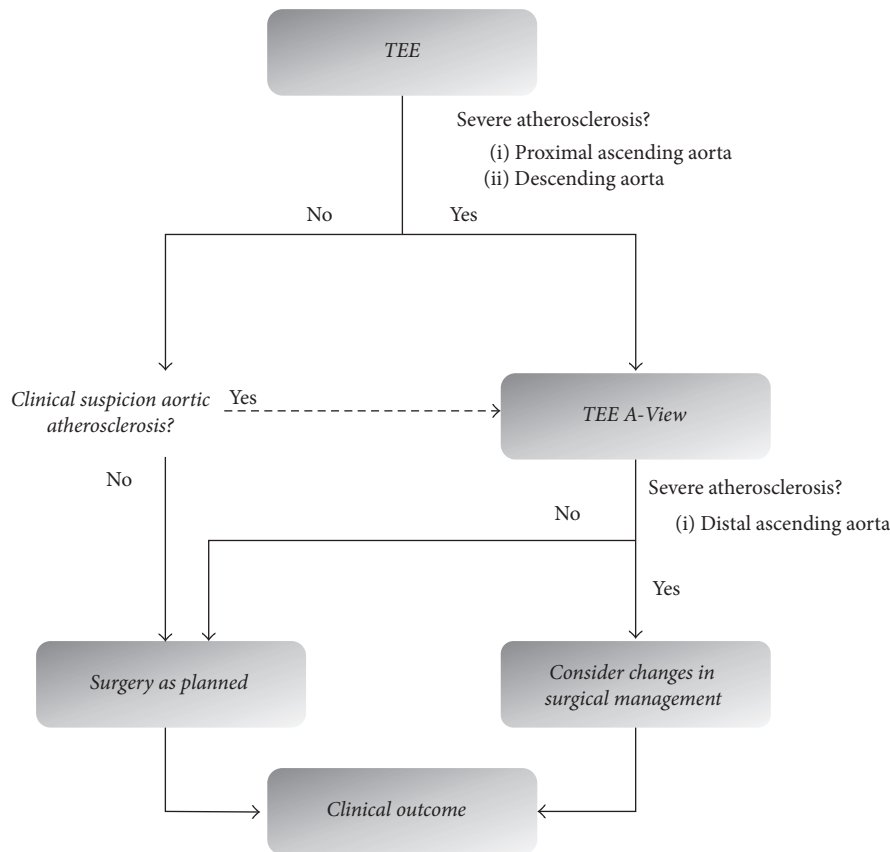 TEE
Severe atherosclerosis?
(i) Proximal ascending aorta
(ii) Descending aorta
No
Yes
Clinical suspicion aortic
atherosclerosis?
Yes
TEE A-View
No
Severe atherosclerosis?
(i) Distal ascending aorta
No
Yes
Surgery as planned
Consider changes in
surgical management
Clinical outcome